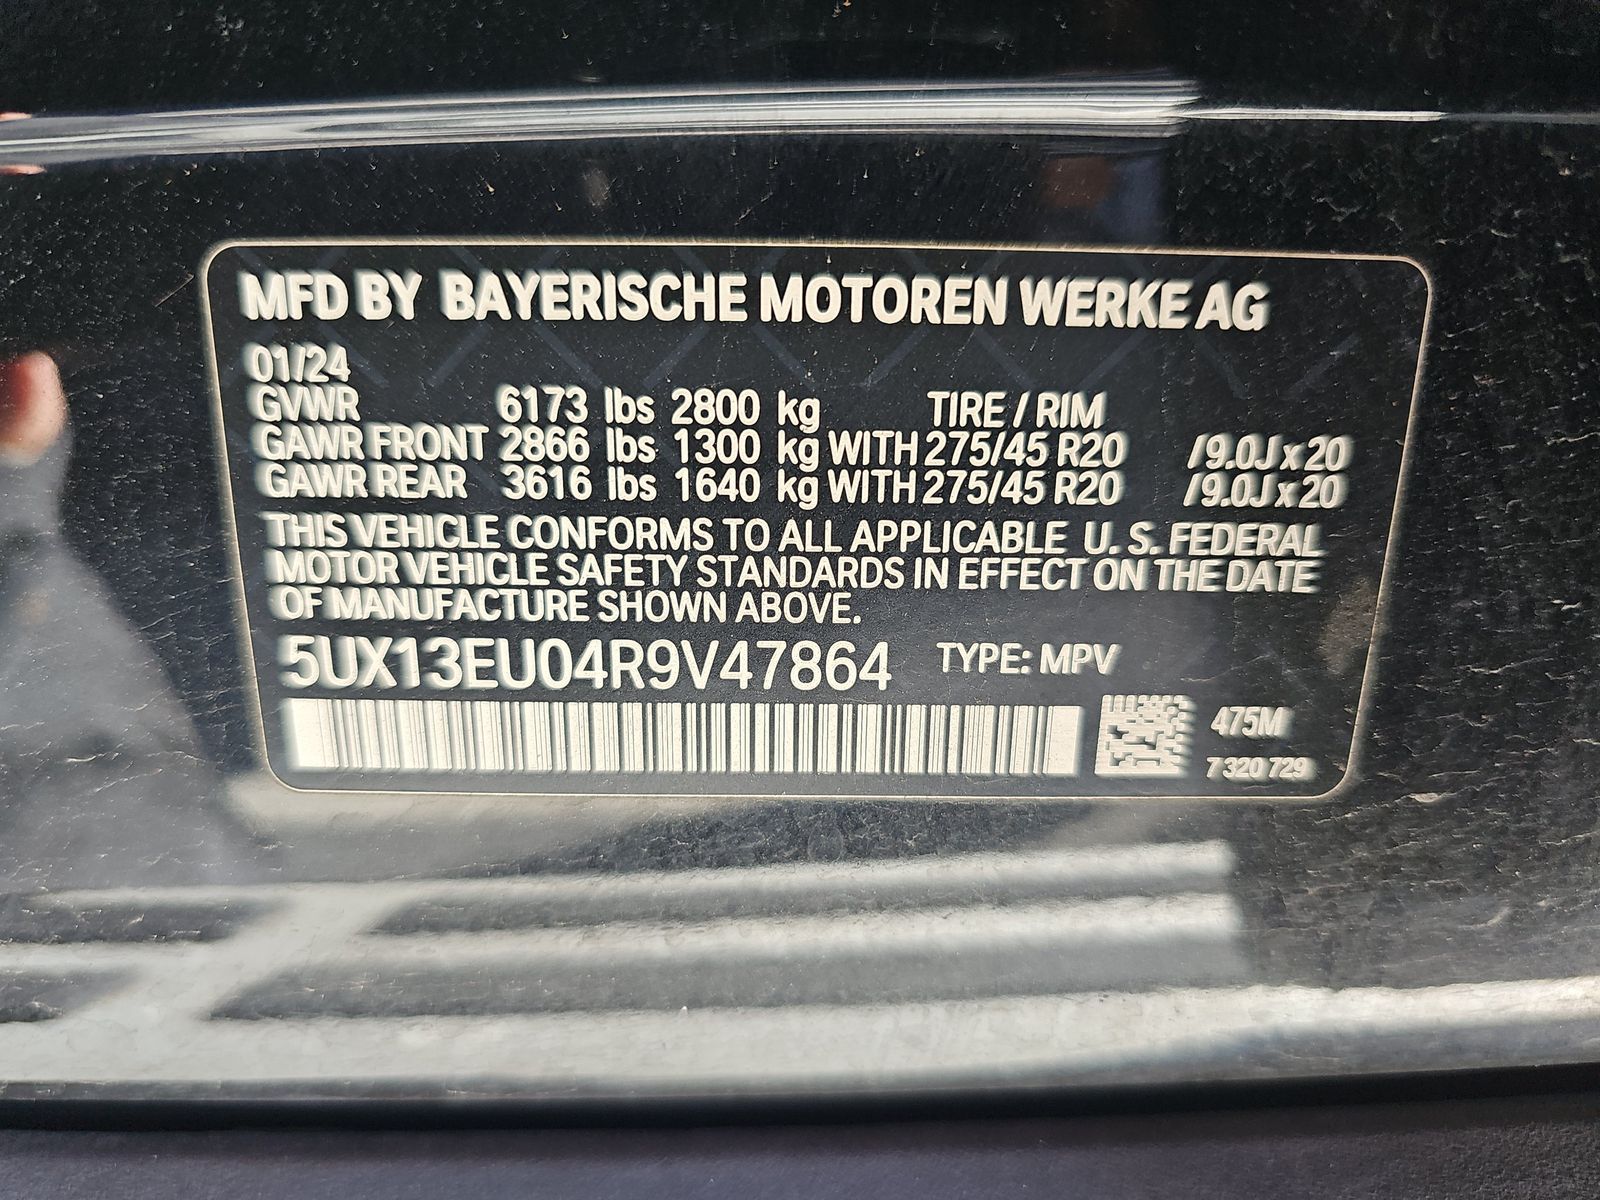 MFD BY BAYERISCHE MOTOREN WERKE AG
01/24
GVWR 6173 lbs 2800 kg TIRE / RIM
GAWR FRONT 2866 lbs 1300 kg WITH 275/45 R20 /9.0J x 20
GAWR REAR 3616 lbs 1640 kg WITH 275/45 R20 /9.0J x 20
THIS VEHICLE CONFORMS TO ALL APPLICABLE U. S. FEDERAL
MOTOR VEHICLE SAFETY STANDARDS IN EFFECT ON THE DATE
OF MANUFACTURE SHOWN ABOVE.
5UX13EU04R9V47864 TYPE: MPV
475M
7 320 729